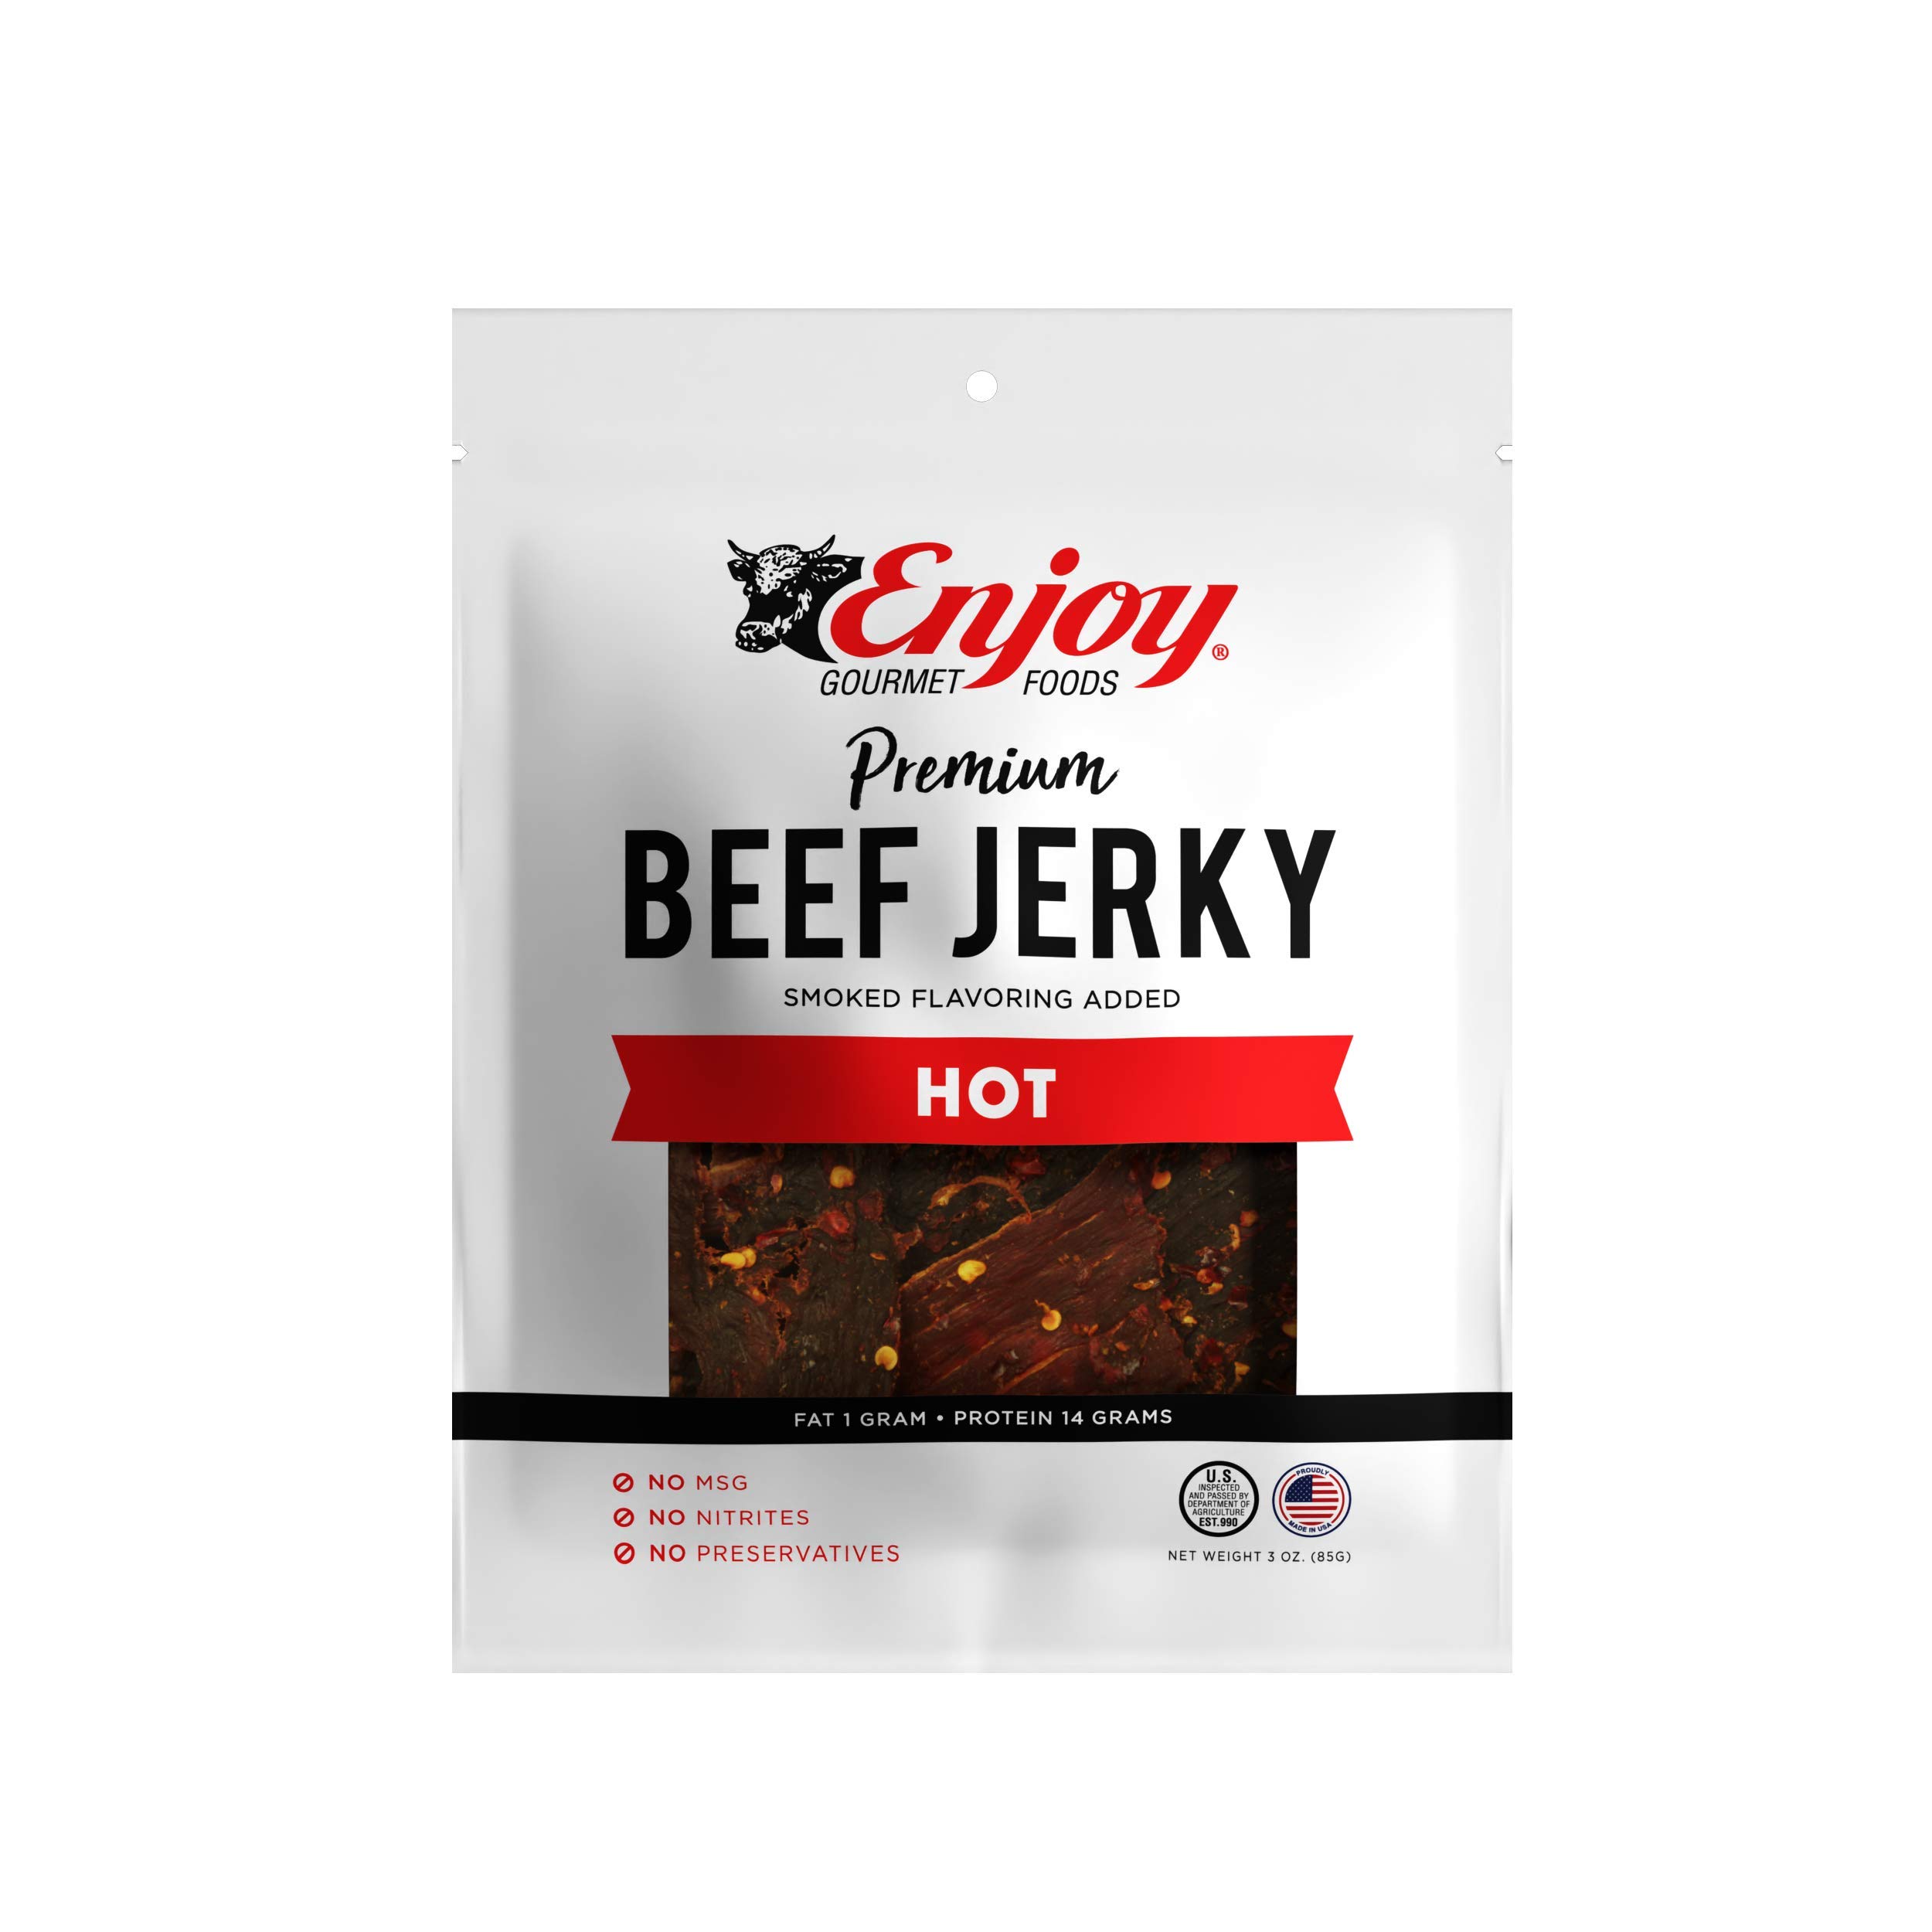 Enjoy®
GOURMET FOODS
Premium
BEEF JERKY
SMOKED FLAVORING ADDED
HOT
FAT 1 GRAM • PROTEIN 14 GRAMS
NO MSG
NO NITRITES
NO PRESERVATIVES
U.S.
INSPECTED
AND PASSED BY
DEPARTMENT OF
AGRICULTURE
EST.990
PROUDLY
MADE IN USA
NET WEIGHT 3 OZ. (85G)